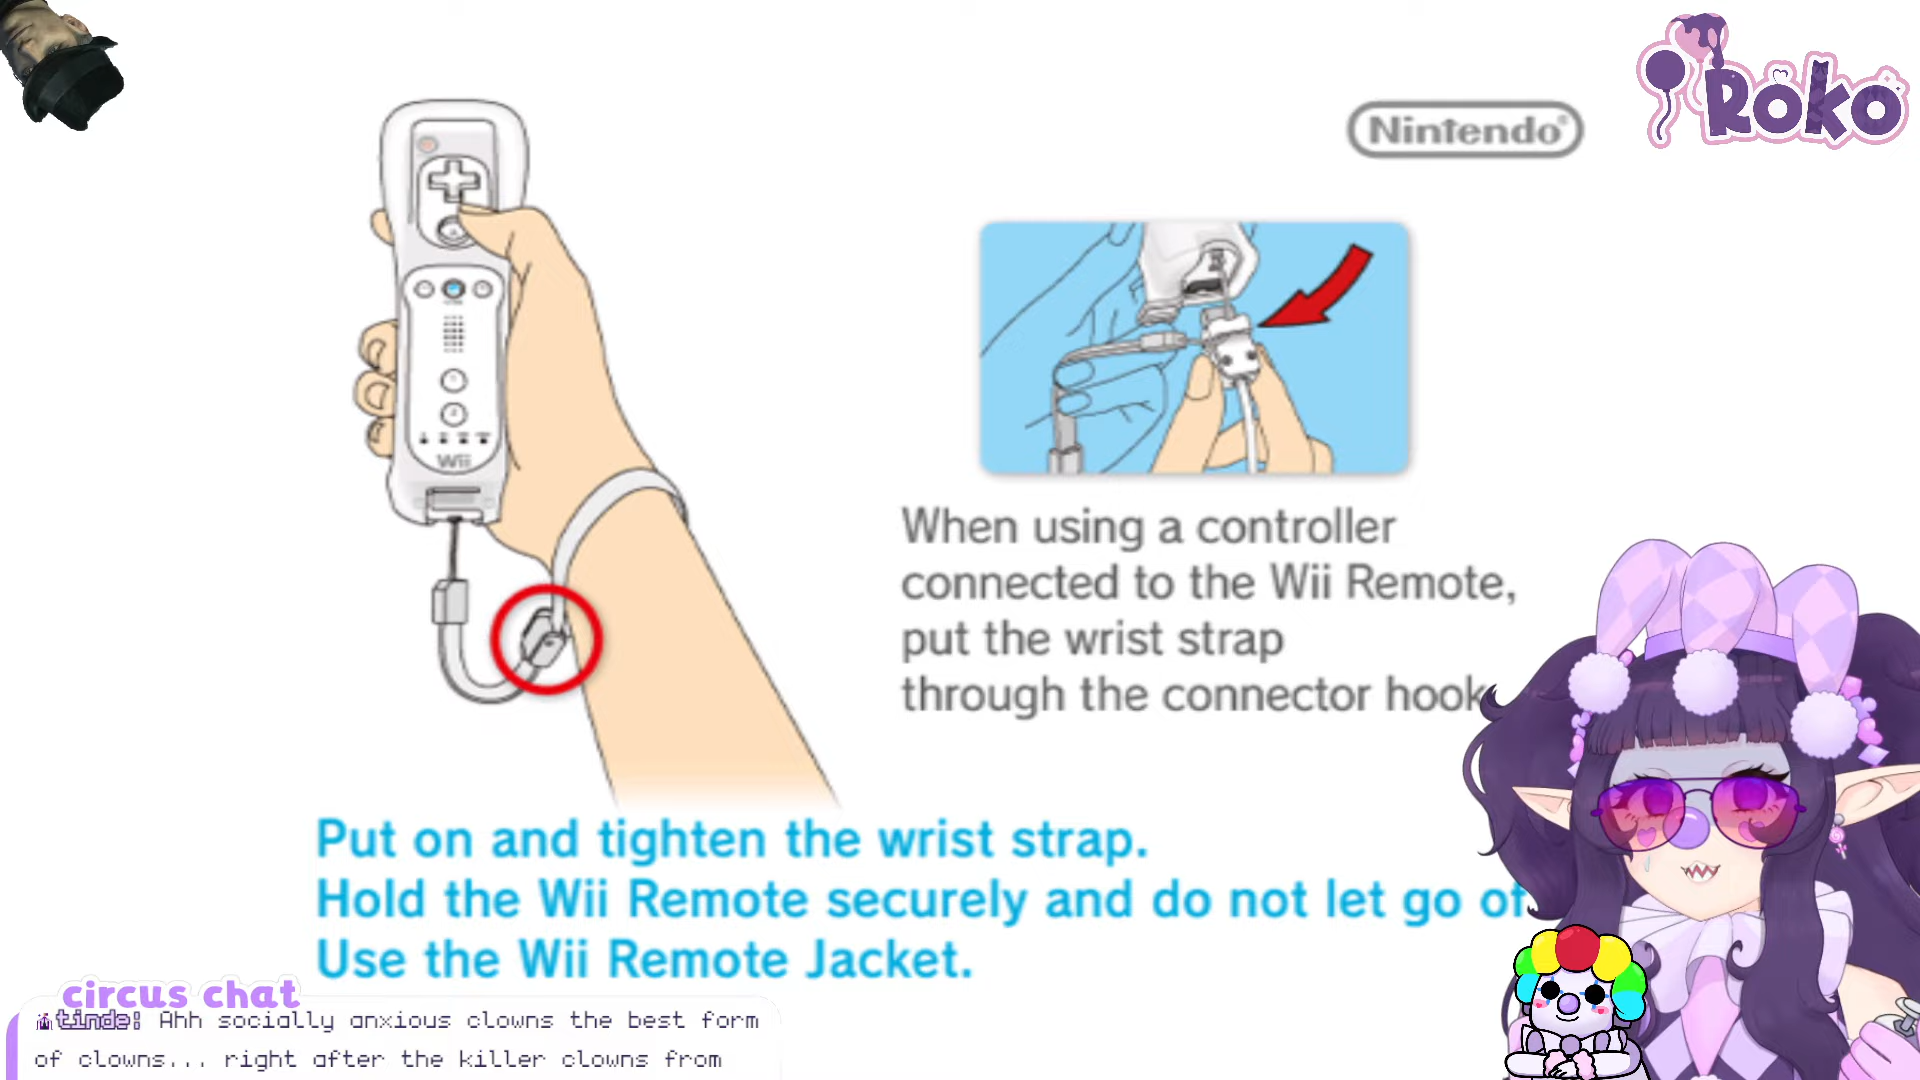 Nintendo®
Roko
Wii
When using a controller
connected to the Wii Remote,
put the wrist strap
through the connector hook
Put on and tighten the wrist strap.
Hold the Wii Remote securely and do not let go of
Use the Wii Remote Jacket.
circus chat
tinde: Ahh socially anxious clowns the best form
of clowns... right after the killer clowns from